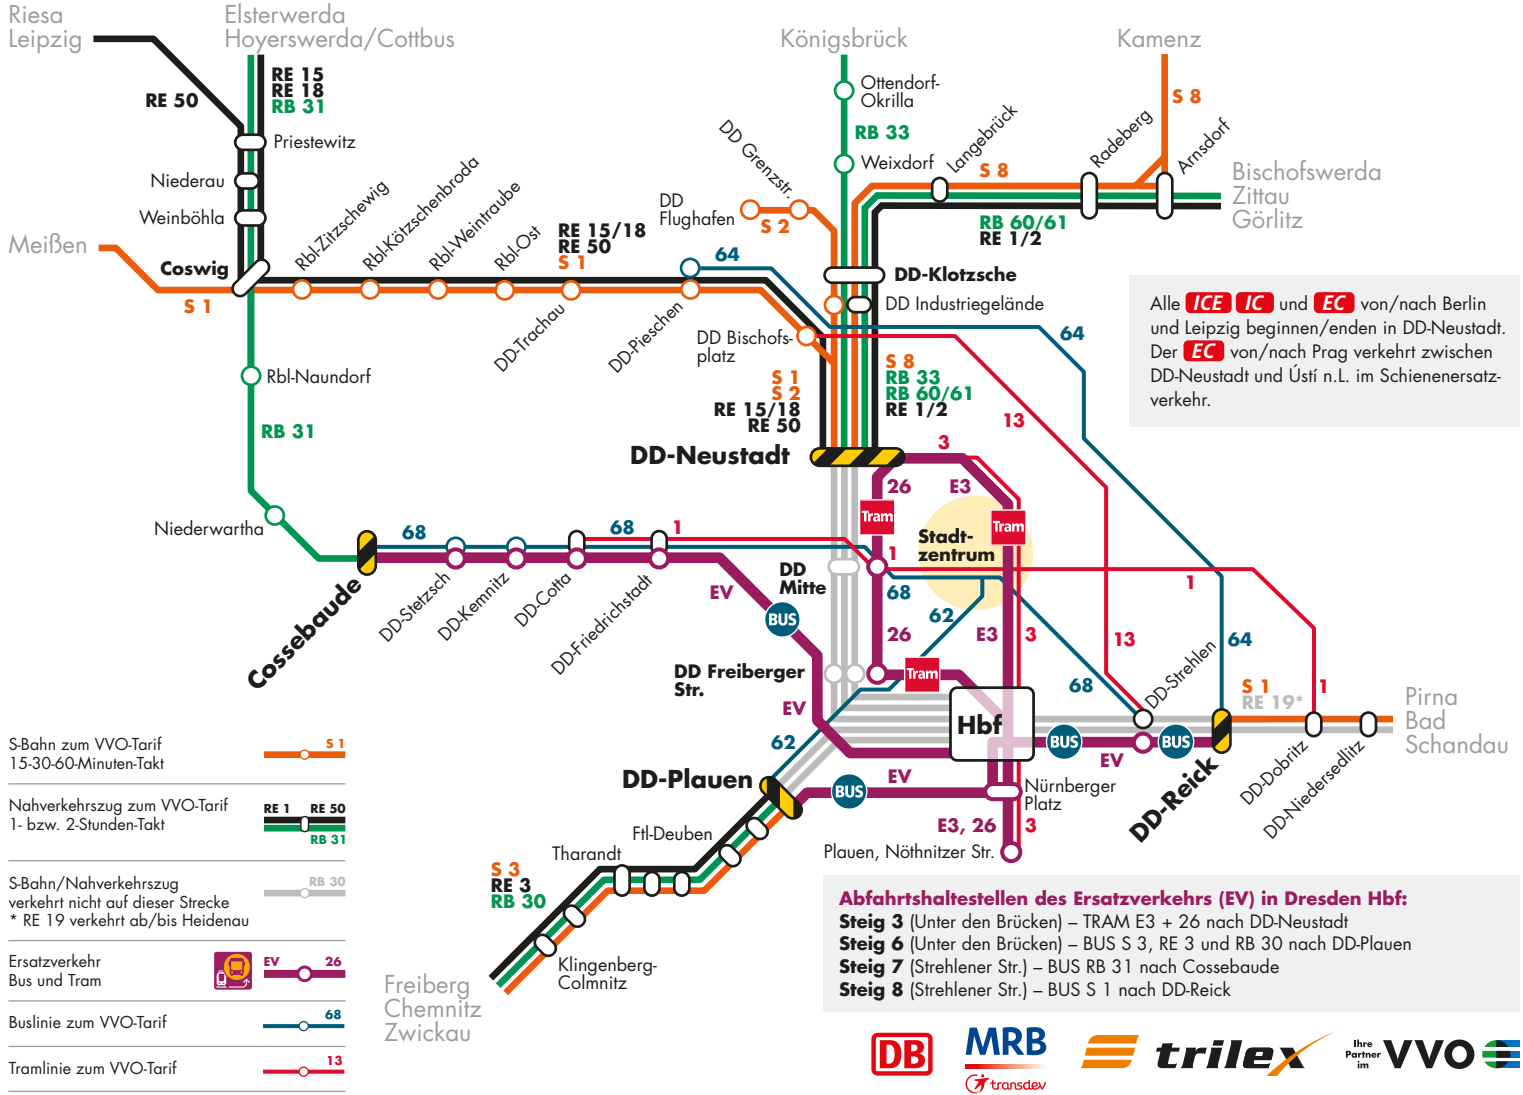 Riesa
Leipzig
Elsterwerda
Hoyerswerda/Cottbus
Königsbrück
Kamenz
RE 50
RE 15
RE 18
RB 31
Ottendorf-
Okrilla
RB 33
Weixdorf
S 8
Priestewitz
Niederau
Weinböhla
Meißen
Coswig
S 1
Rbl-Zitzschewig
Rbl-Kötzschenbroda
Rbl-Weintraube
Rbl-Ost
RE 15/18
RE 50
S 1
DD-Trachau
DD-Pieschen
DD
Flughafen
DD Grenzstr.
S 2
64
Langebrück
S 8
Radeberg
Arnsdorf
RB 60/61
RE 1/2
Bischofswerda
Zittau
Görlitz
DD-Klotzsche
DD Industriegelände
DD Bischofs-
platz
64
Alle ICE IC und EC von/nach Berlin
und Leipzig beginnen/enden in DD-Neustadt.
Der EC von/nach Prag verkehrt zwischen
DD-Neustadt und Ústí n.L. im Schienenersatz-
verkehr.
Rbl-Naundorf
RB 31
S 1
S 2
RE 15/18
RE 50
S 8
RB 33
RB 60/61
RE 1/2
13
DD-Neustadt
3
26
E3
Tram
Tram
Stadt-
zentrum
Niederwartha
68
68
1
1
1
Cossebaude
DD-Stetzsch
DD-Kemnitz
DD-Cotta
DD-Friedrichstadt
EV
BUS
DD
Mitte
68
62
26
E3
3
13
64
DD Freiberger
Str.
Tram
68
DD-Strehlen
S 1
RE 19*
1
Pirna
Bad
Schandau
EV
Hbf
62
BUS
BUS
EV
DD-Reick
DD-Dobritz
DD-Niedersedlitz
DD-Plauen
EV
BUS
Nürnberger
Platz
E3, 26
3
Plauen, Nöthnitzer Str.
Ftl-Deuben
Tharandt
S 3
RE 3
RB 30
Klingenberg-
Colmnitz
Freiberg
Chemnitz
Zwickau
S-Bahn zum VVO-Tarif
15-30-60-Minuten-Takt
S 1
Nahverkehrszug zum VVO-Tarif
1- bzw. 2-Stunden-Takt
RE 1 RE 50
RB 31
S-Bahn/Nahverkehrszug
verkehrt nicht auf dieser Strecke
* RE 19 verkehrt ab/bis Heidenau
RB 30
Ersatzverkehr
Bus und Tram
EV 26
Buslinie zum VVO-Tarif
68
Tramlinie zum VVO-Tarif
13
Abfahrtshaltestellen des Ersatzverkehrs (EV) in Dresden Hbf:
Steig 3 (Unter den Brücken) – TRAM E3 + 26 nach DD-Neustadt
Steig 6 (Unter den Brücken) – BUS S 3, RE 3 und RB 30 nach DD-Plauen
Steig 7 (Strehlener Str.) – BUS RB 31 nach Cossebaude
Steig 8 (Strehlener Str.) – BUS S 1 nach DD-Reick
DB
MRB
transdev
trilex
Ihre
Partner
im
VVO